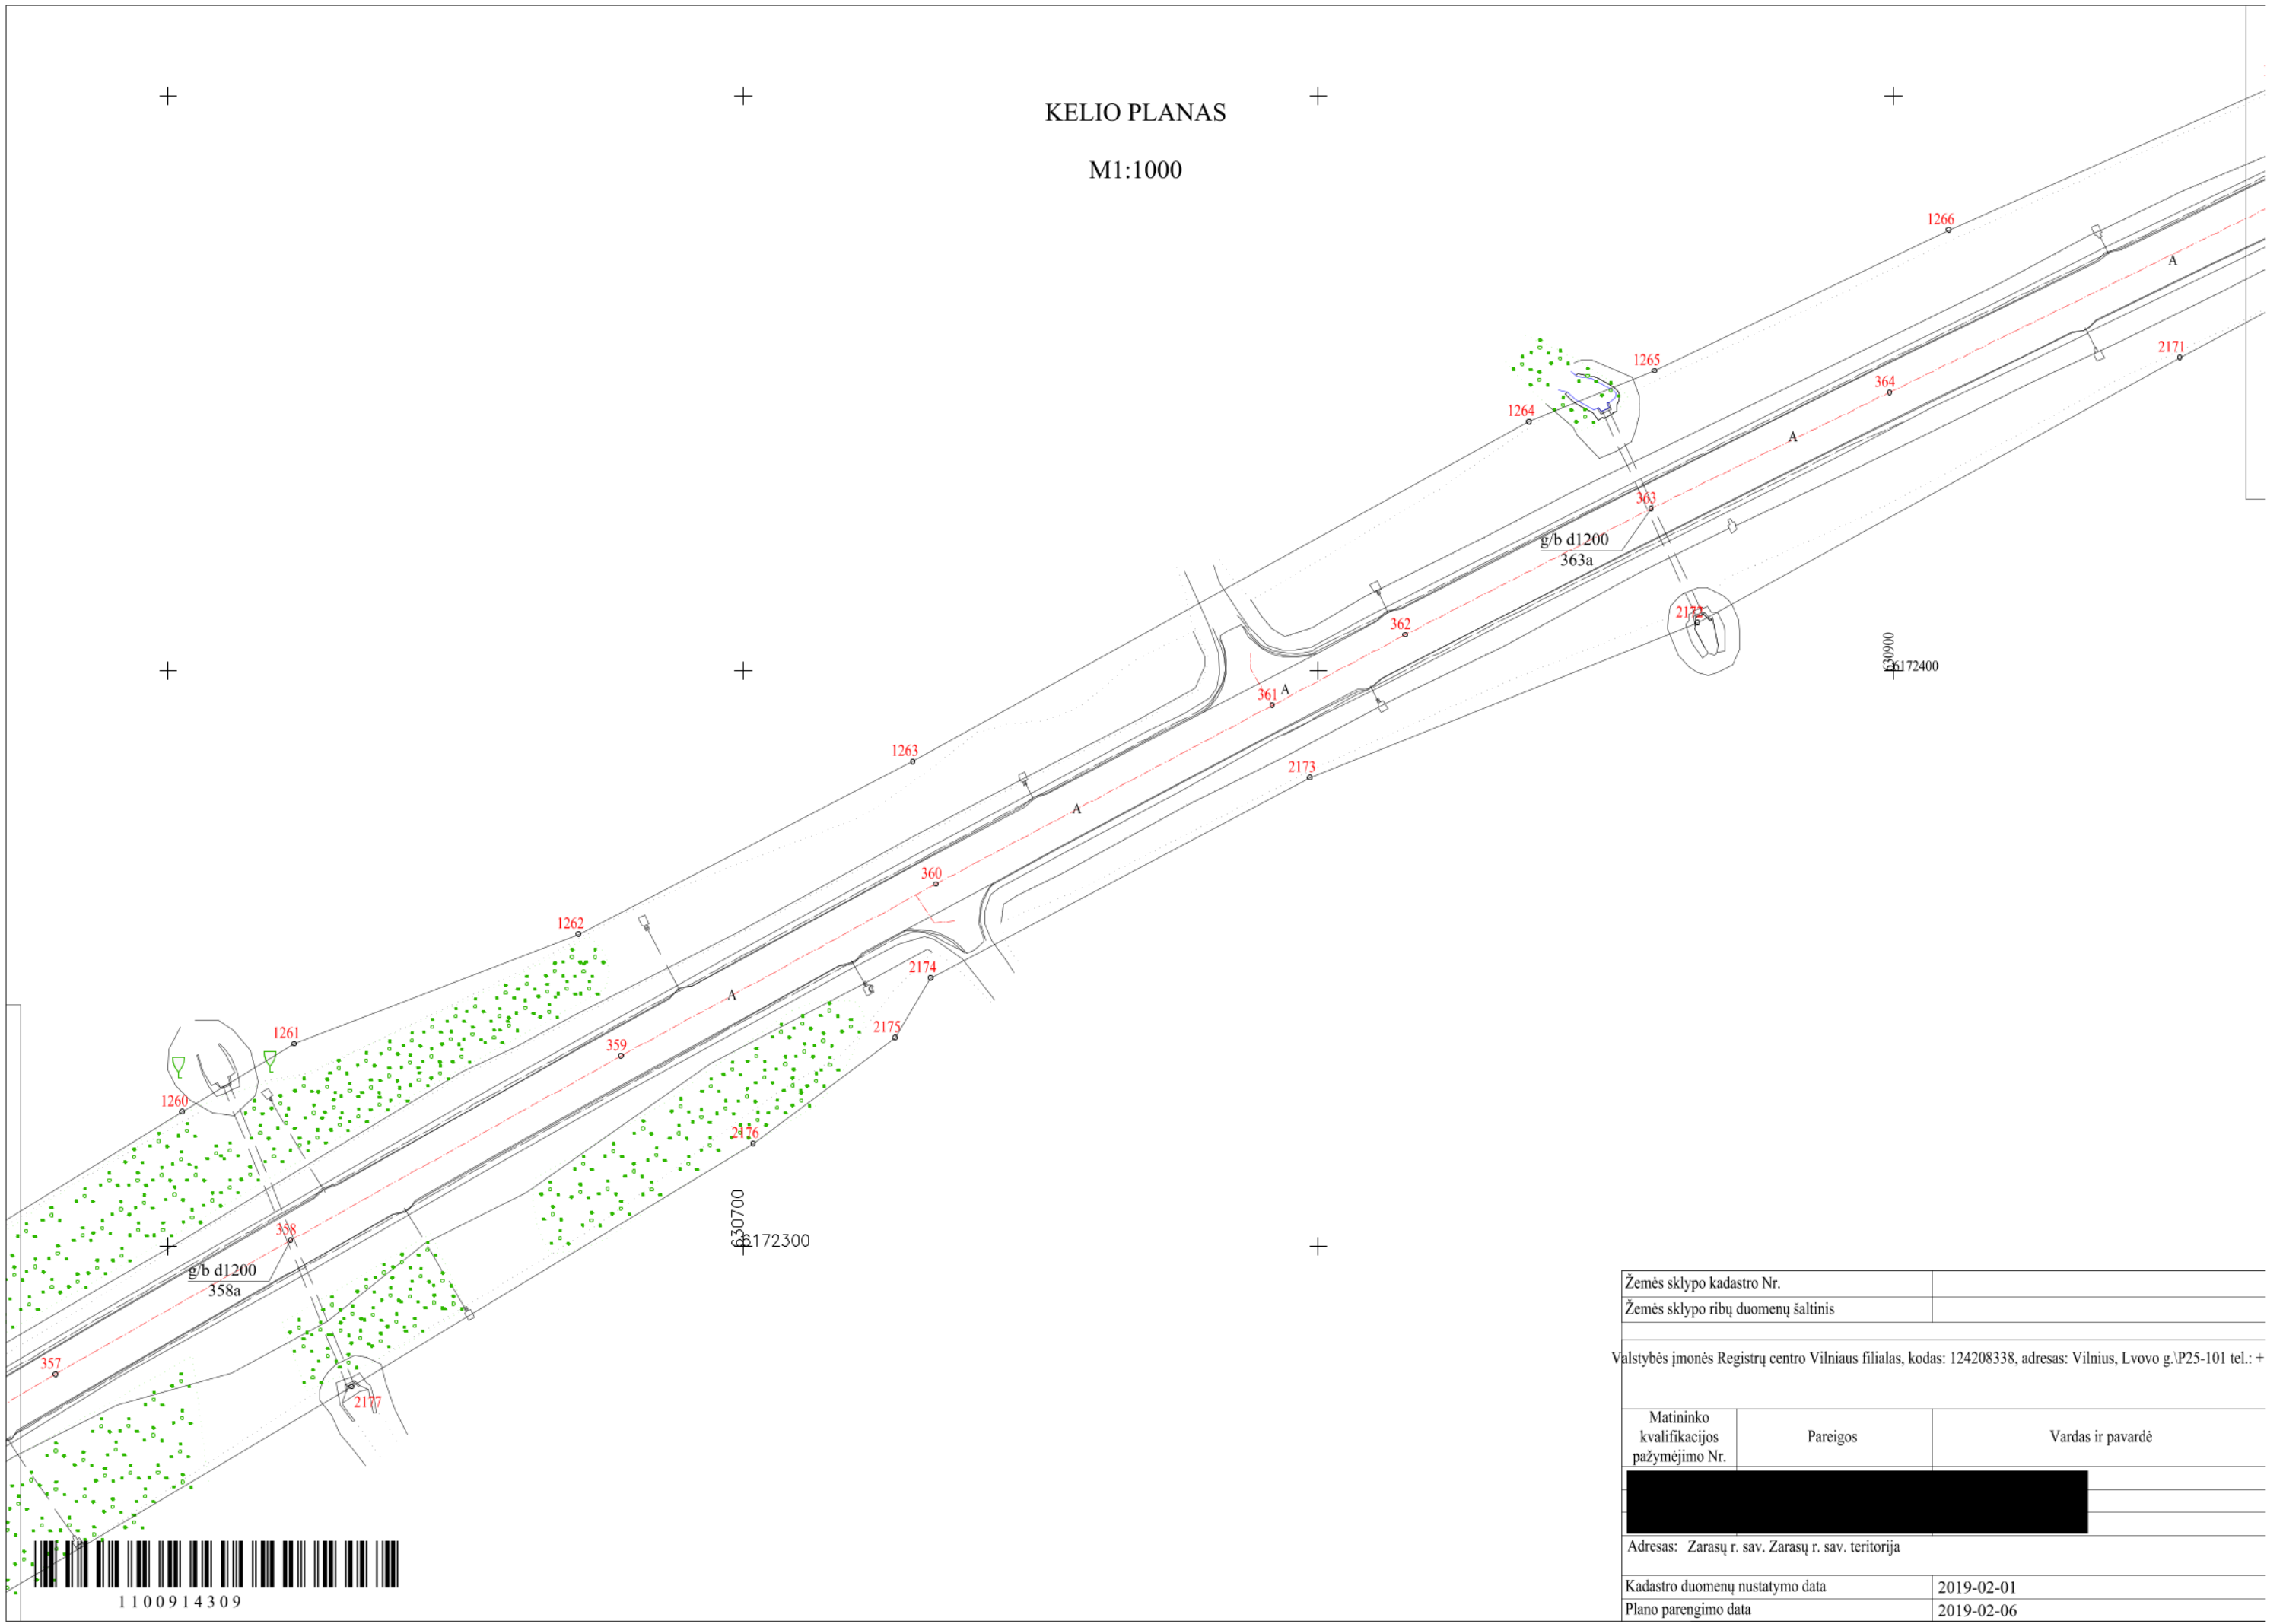 KELIO PLANAS
M1:1000
1266
A
1265
2171
364
1264
A
363
g/b d1200
363a
2172
362
630900
6172400
361
A
1263
2173
A
360
1262
2174
A
1261
2175
359
1260
2176
630700
6172300
358
g/b d1200
358a
357
2177
Žemės sklypo kadastro Nr.
Žemės sklypo ribų duomenų šaltinis
Valstybės įmonės Registrų centro Vilniaus filialas, kodas: 124208338, adresas: Vilnius, Lvovo g.\P25-101 tel.: +
Matininko kvalifikacijos pažymėjimo Nr.
Pareigos
Vardas ir pavardė
Adresas: Zarasų r. sav. Zarasų r. sav. teritorija
Kadastro duomenų nustatymo data 2019-02-01
Plano parengimo data 2019-02-06
1100914309